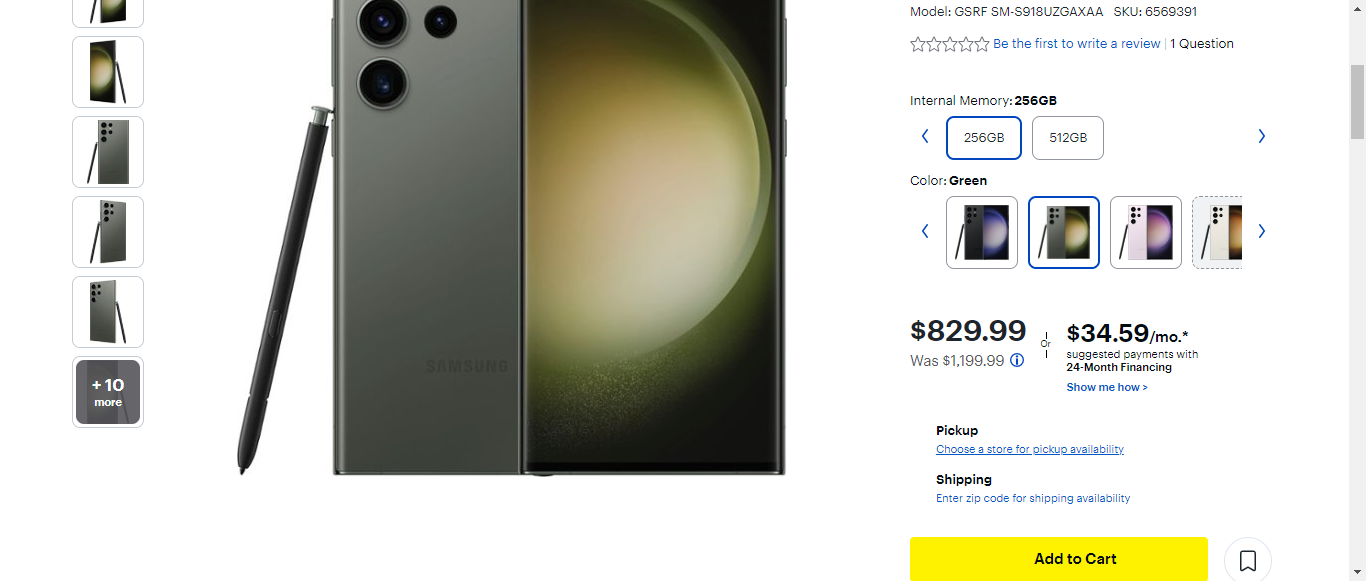 Model: GSRF SM-S918UZGAXAA SKU: 6569391
Be the first to write a review | 1 Question
Internal Memory: 256GB
256GB
512GB
Color: Green
SAMSUNG
+ 10
more
$829.99
Was $1,199.99
Or
$34.59/mo.*
suggested payments with
24-Month Financing
Show me how >
Pickup
Choose a store for pickup availability
Shipping
Enter zip code for shipping availability
Add to Cart